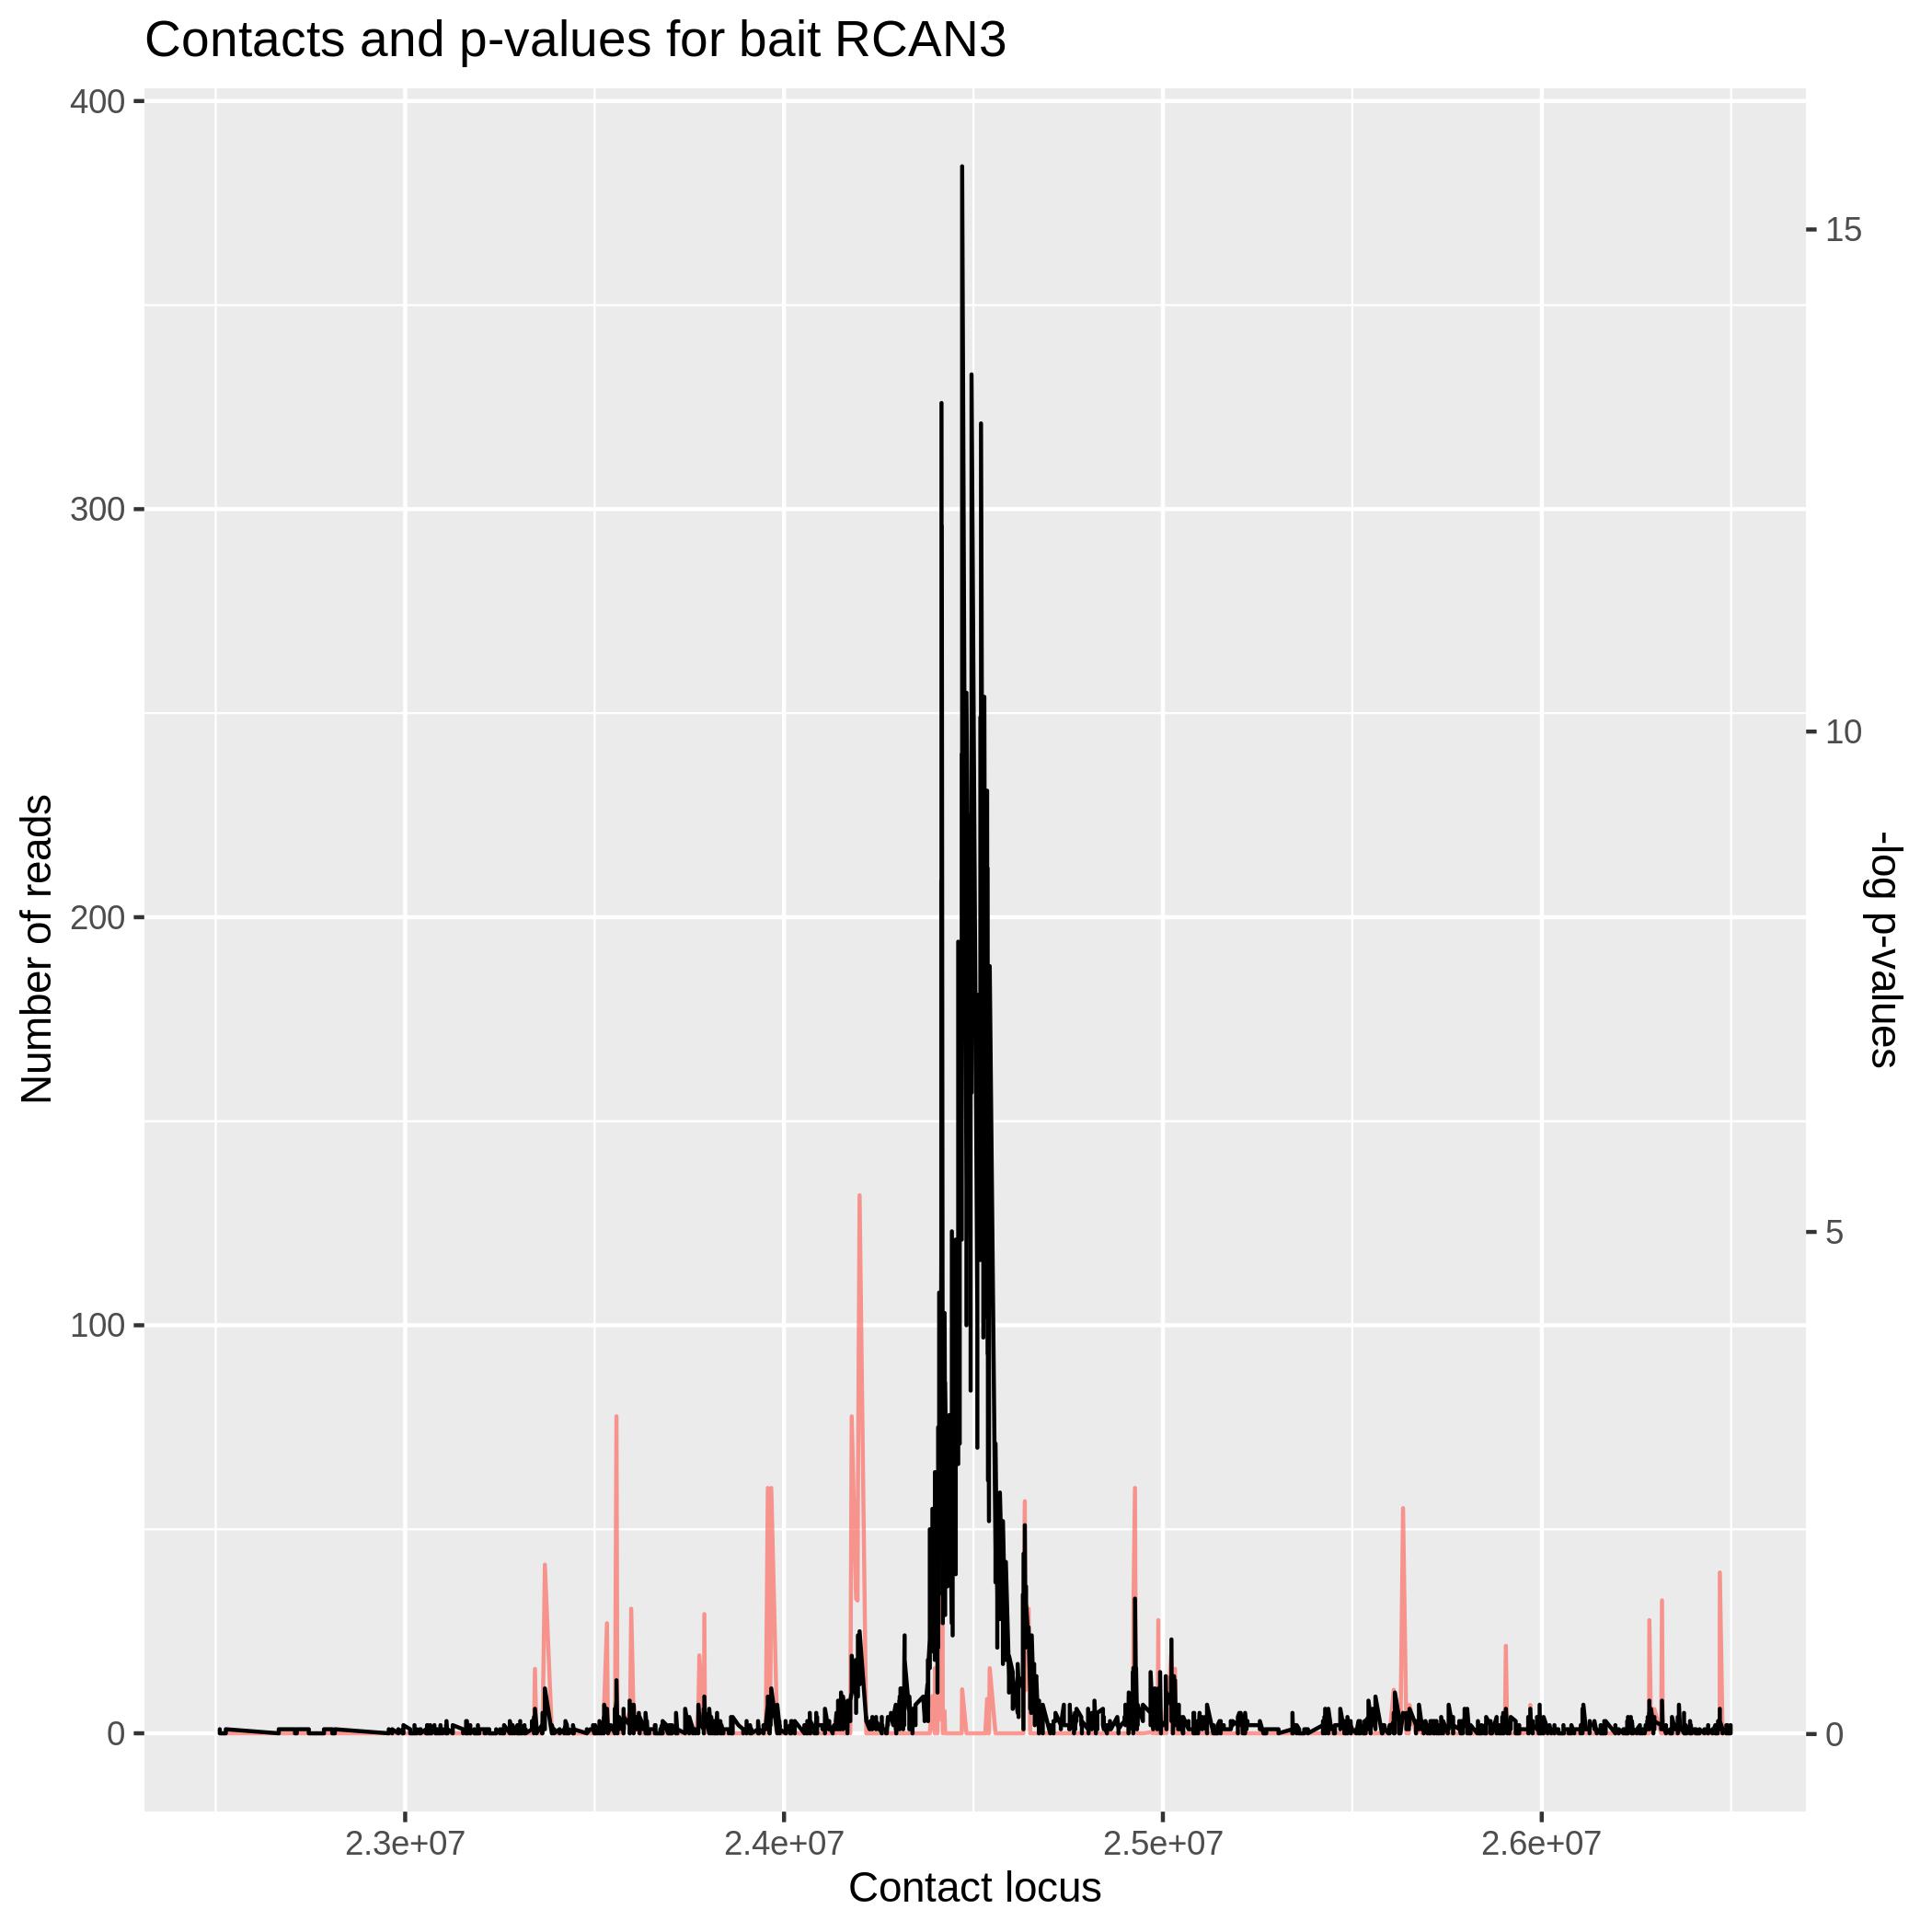 Contacts and p-values for bait RCAN3
400
300
200
100
0
Number of reads
15
10
5
0
-log p-values
2.3e+07 2.4e+07 2.5e+07 2.6e+07
Contact locus